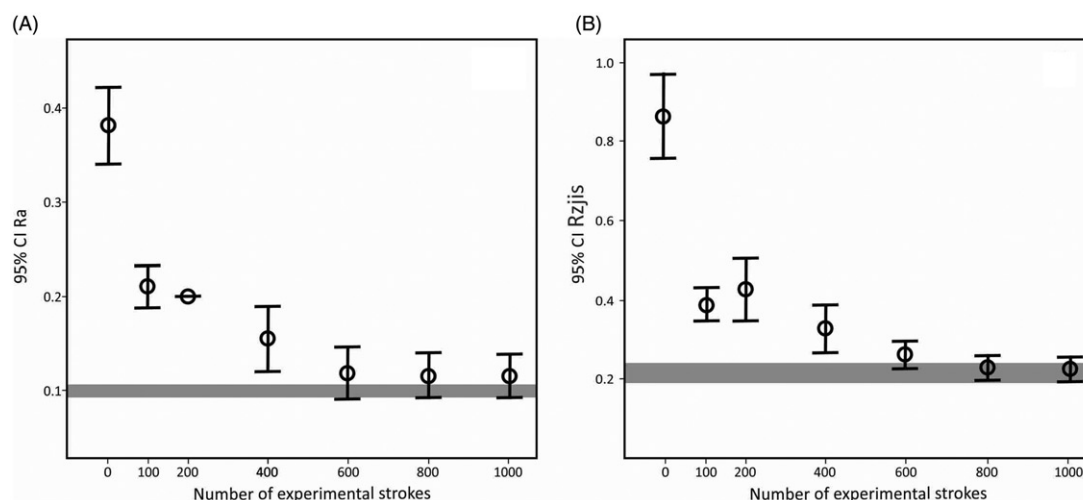 (A)
95% CI Ra
0.4
0.3
0.2
0.1
0 100 200 400 600 800 1000
Number of experimental strokes
(B)
95% CI Rzjis
1.0
0.8
0.6
0.4
0.2
0 100 200 400 600 800 1000
Number of experimental strokes